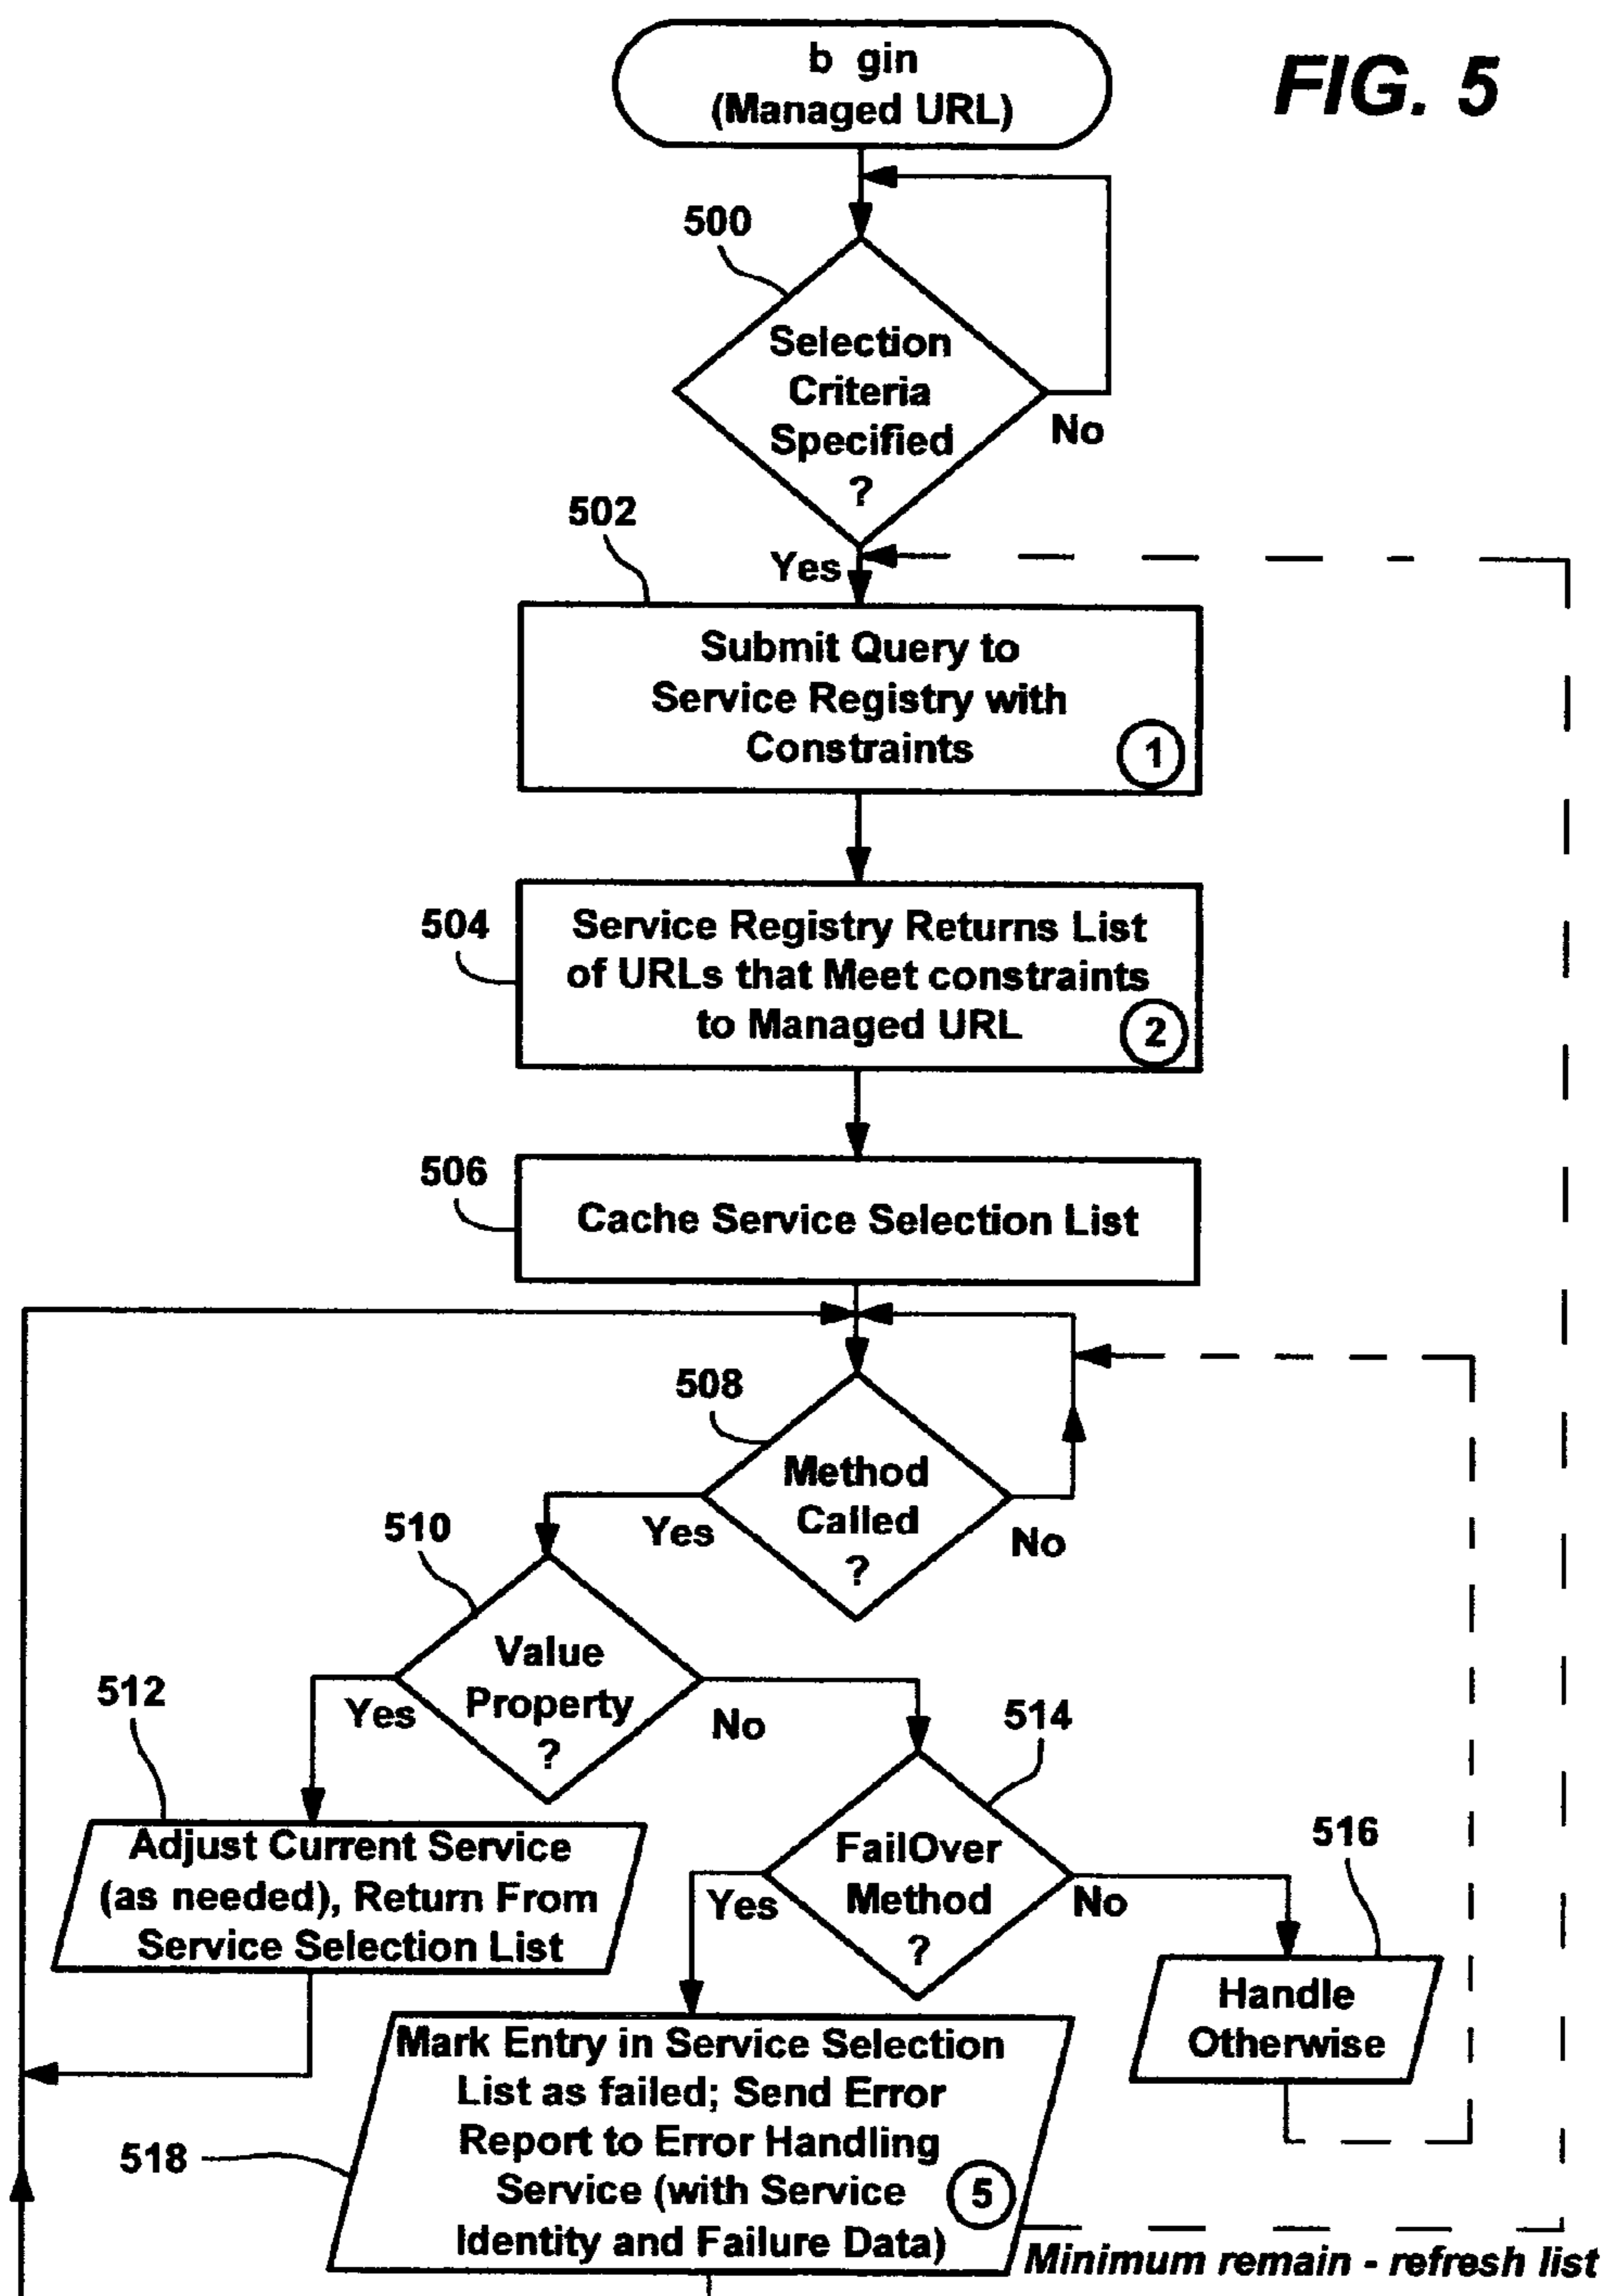 b gin
(Managed URL)
FIG. 5
500
Selection
Criteria
Specified
?
No
502
Yes
Submit Query to
Service Registry with
Constraints
1
504
Service Registry Returns List
of URLs that Meet constraints
to Managed URL
2
506
Cache Service Selection List
508
Method
Called
?
Yes
No
510
Value
Property
?
Yes
No
512
Adjust Current Service
(as needed), Return From
Service Selection List
514
FailOver
Method
?
Yes
No
516
Handle
Otherwise
518
Mark Entry in Service Selection
List as failed; Send Error
Report to Error Handling
Service (with Service
Identity and Failure Data)
5
Minimum remain - refresh list